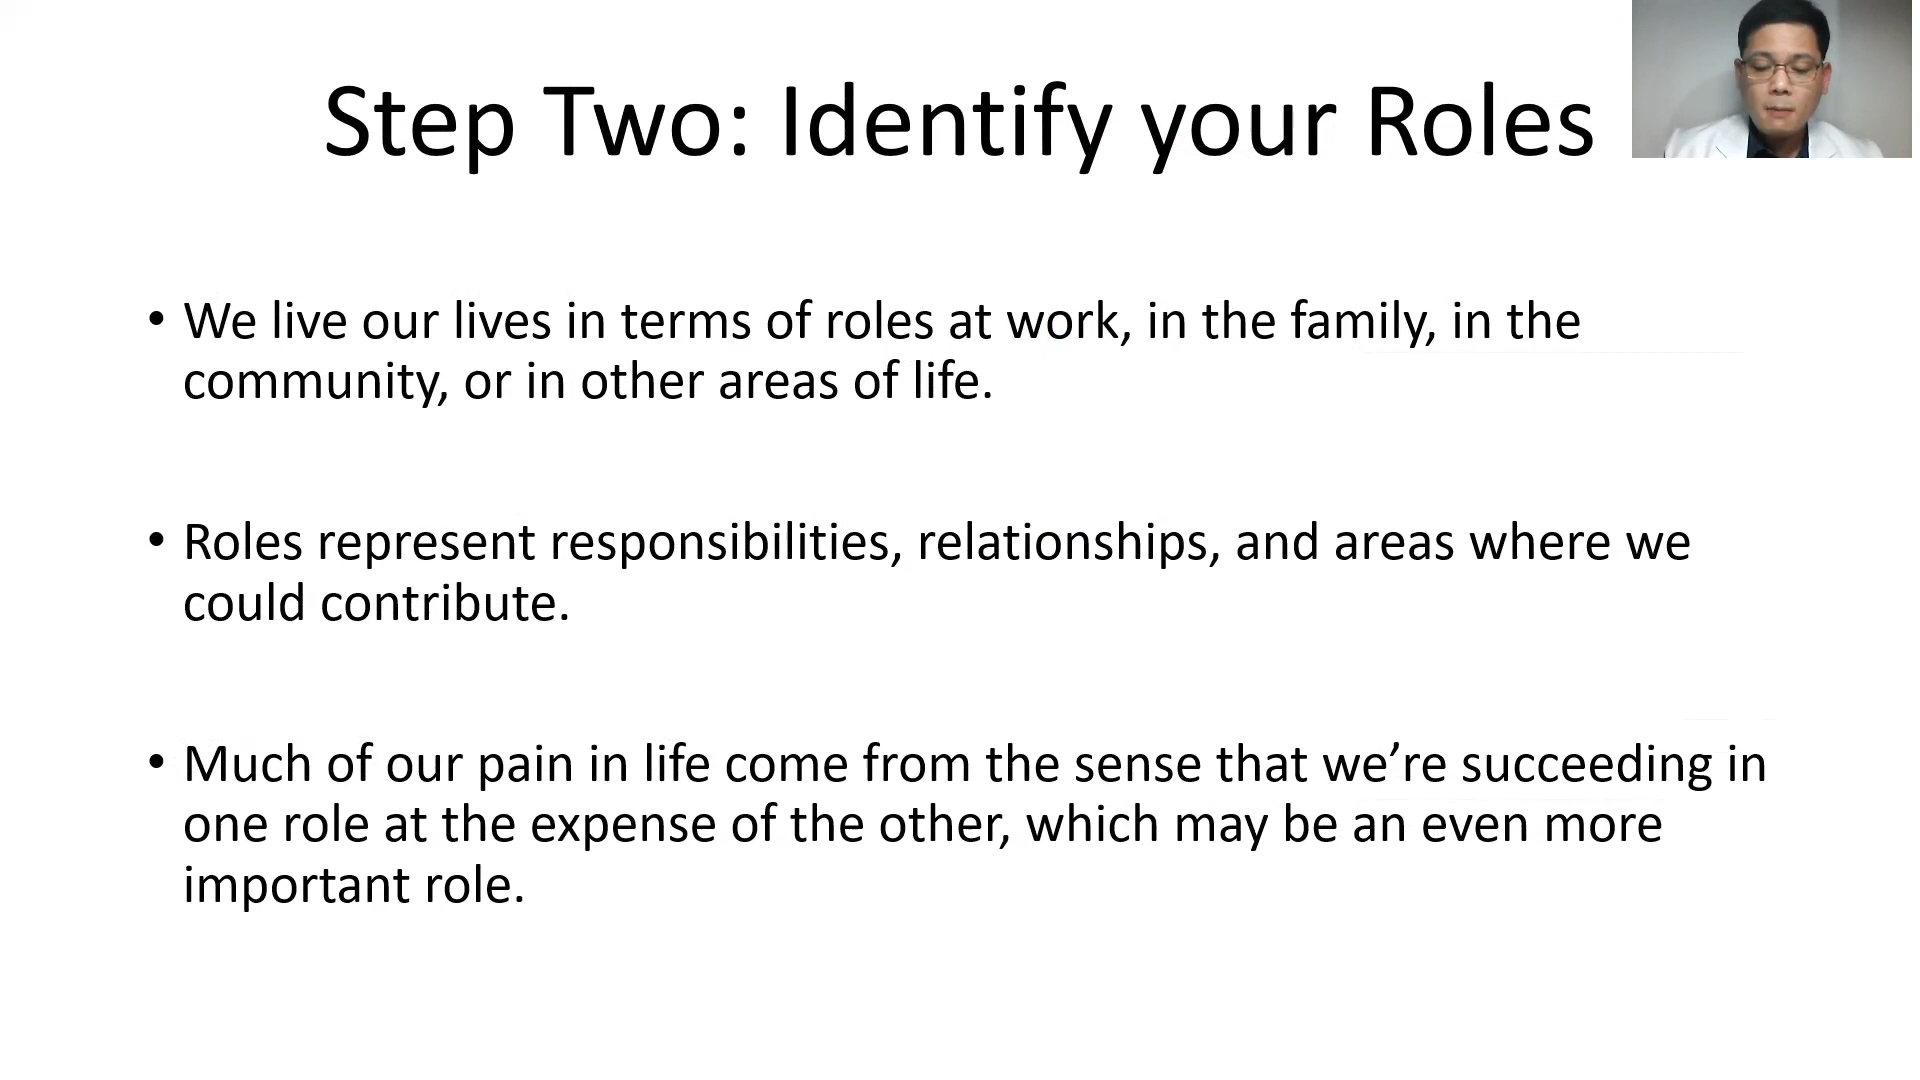 Step Two: Identify your Roles
• We live our lives in terms of roles at work, in the family, in the
community, or in other areas of life.
• Roles represent responsibilities, relationships, and areas where we
could contribute.
• Much of our pain in life come from the sense that we’re succeeding in
one role at the expense of the other, which may be an even more
important role.